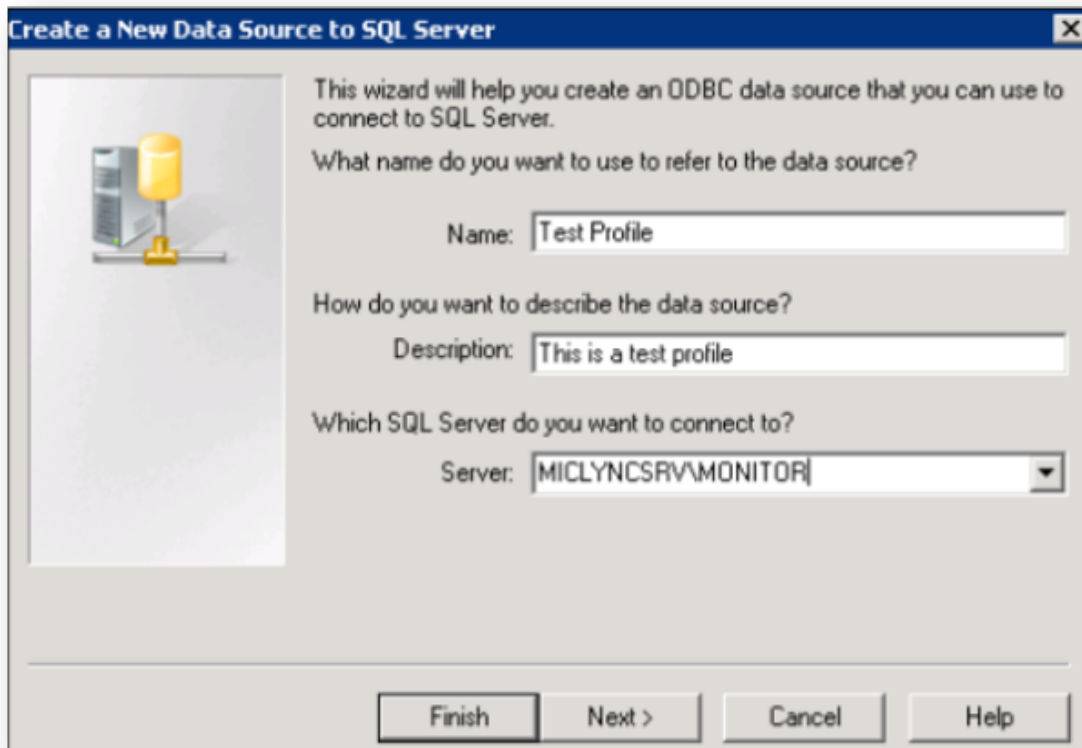 Create a New Data Source to SQL Server
This wizard will help you create an ODBC data source that you can use to
connect to SQL Server.
What name do you want to use to refer to the data source?
Name: Test Profile
How do you want to describe the data source?
Description: This is a test profile
Which SQL Server do you want to connect to?
Server: MICLYNCSRV\MONITOR
Finish Next > Cancel Help